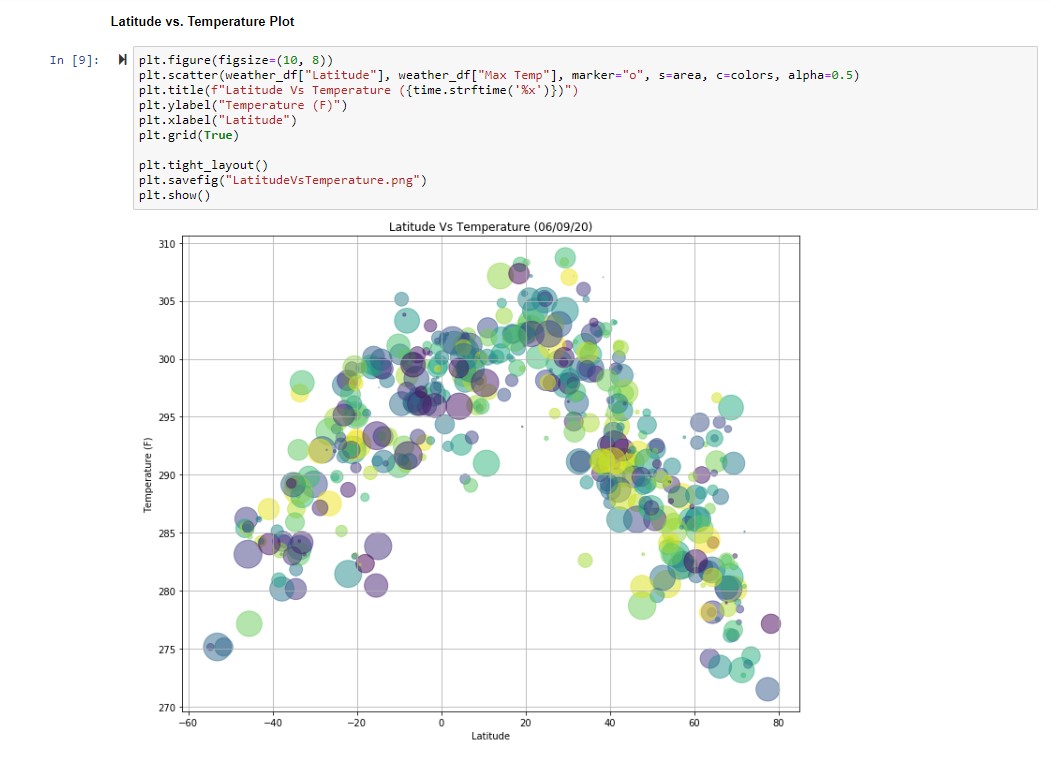 Latitude vs. Temperature Plot
In [9]:
plt.figure(figsize=(10, 8))
plt.scatter(weather_df["Latitude"], weather_df["Max Temp"], marker="o", s=area, c=colors, alpha=0.5)
plt.title(f"Latitude Vs Temperature ({time.strftime('%x')})")
plt.ylabel("Temperature (F)")
plt.xlabel("Latitude")
plt.grid(True)
plt.tight_layout()
plt.savefig("LatitudeVsTemperature.png")
plt.show()
Latitude Vs Temperature (06/09/20)
310
305
300
295
290
285
280
275
270
Temperature (F)
−60 −40 −20 0 20 40 60 80
Latitude